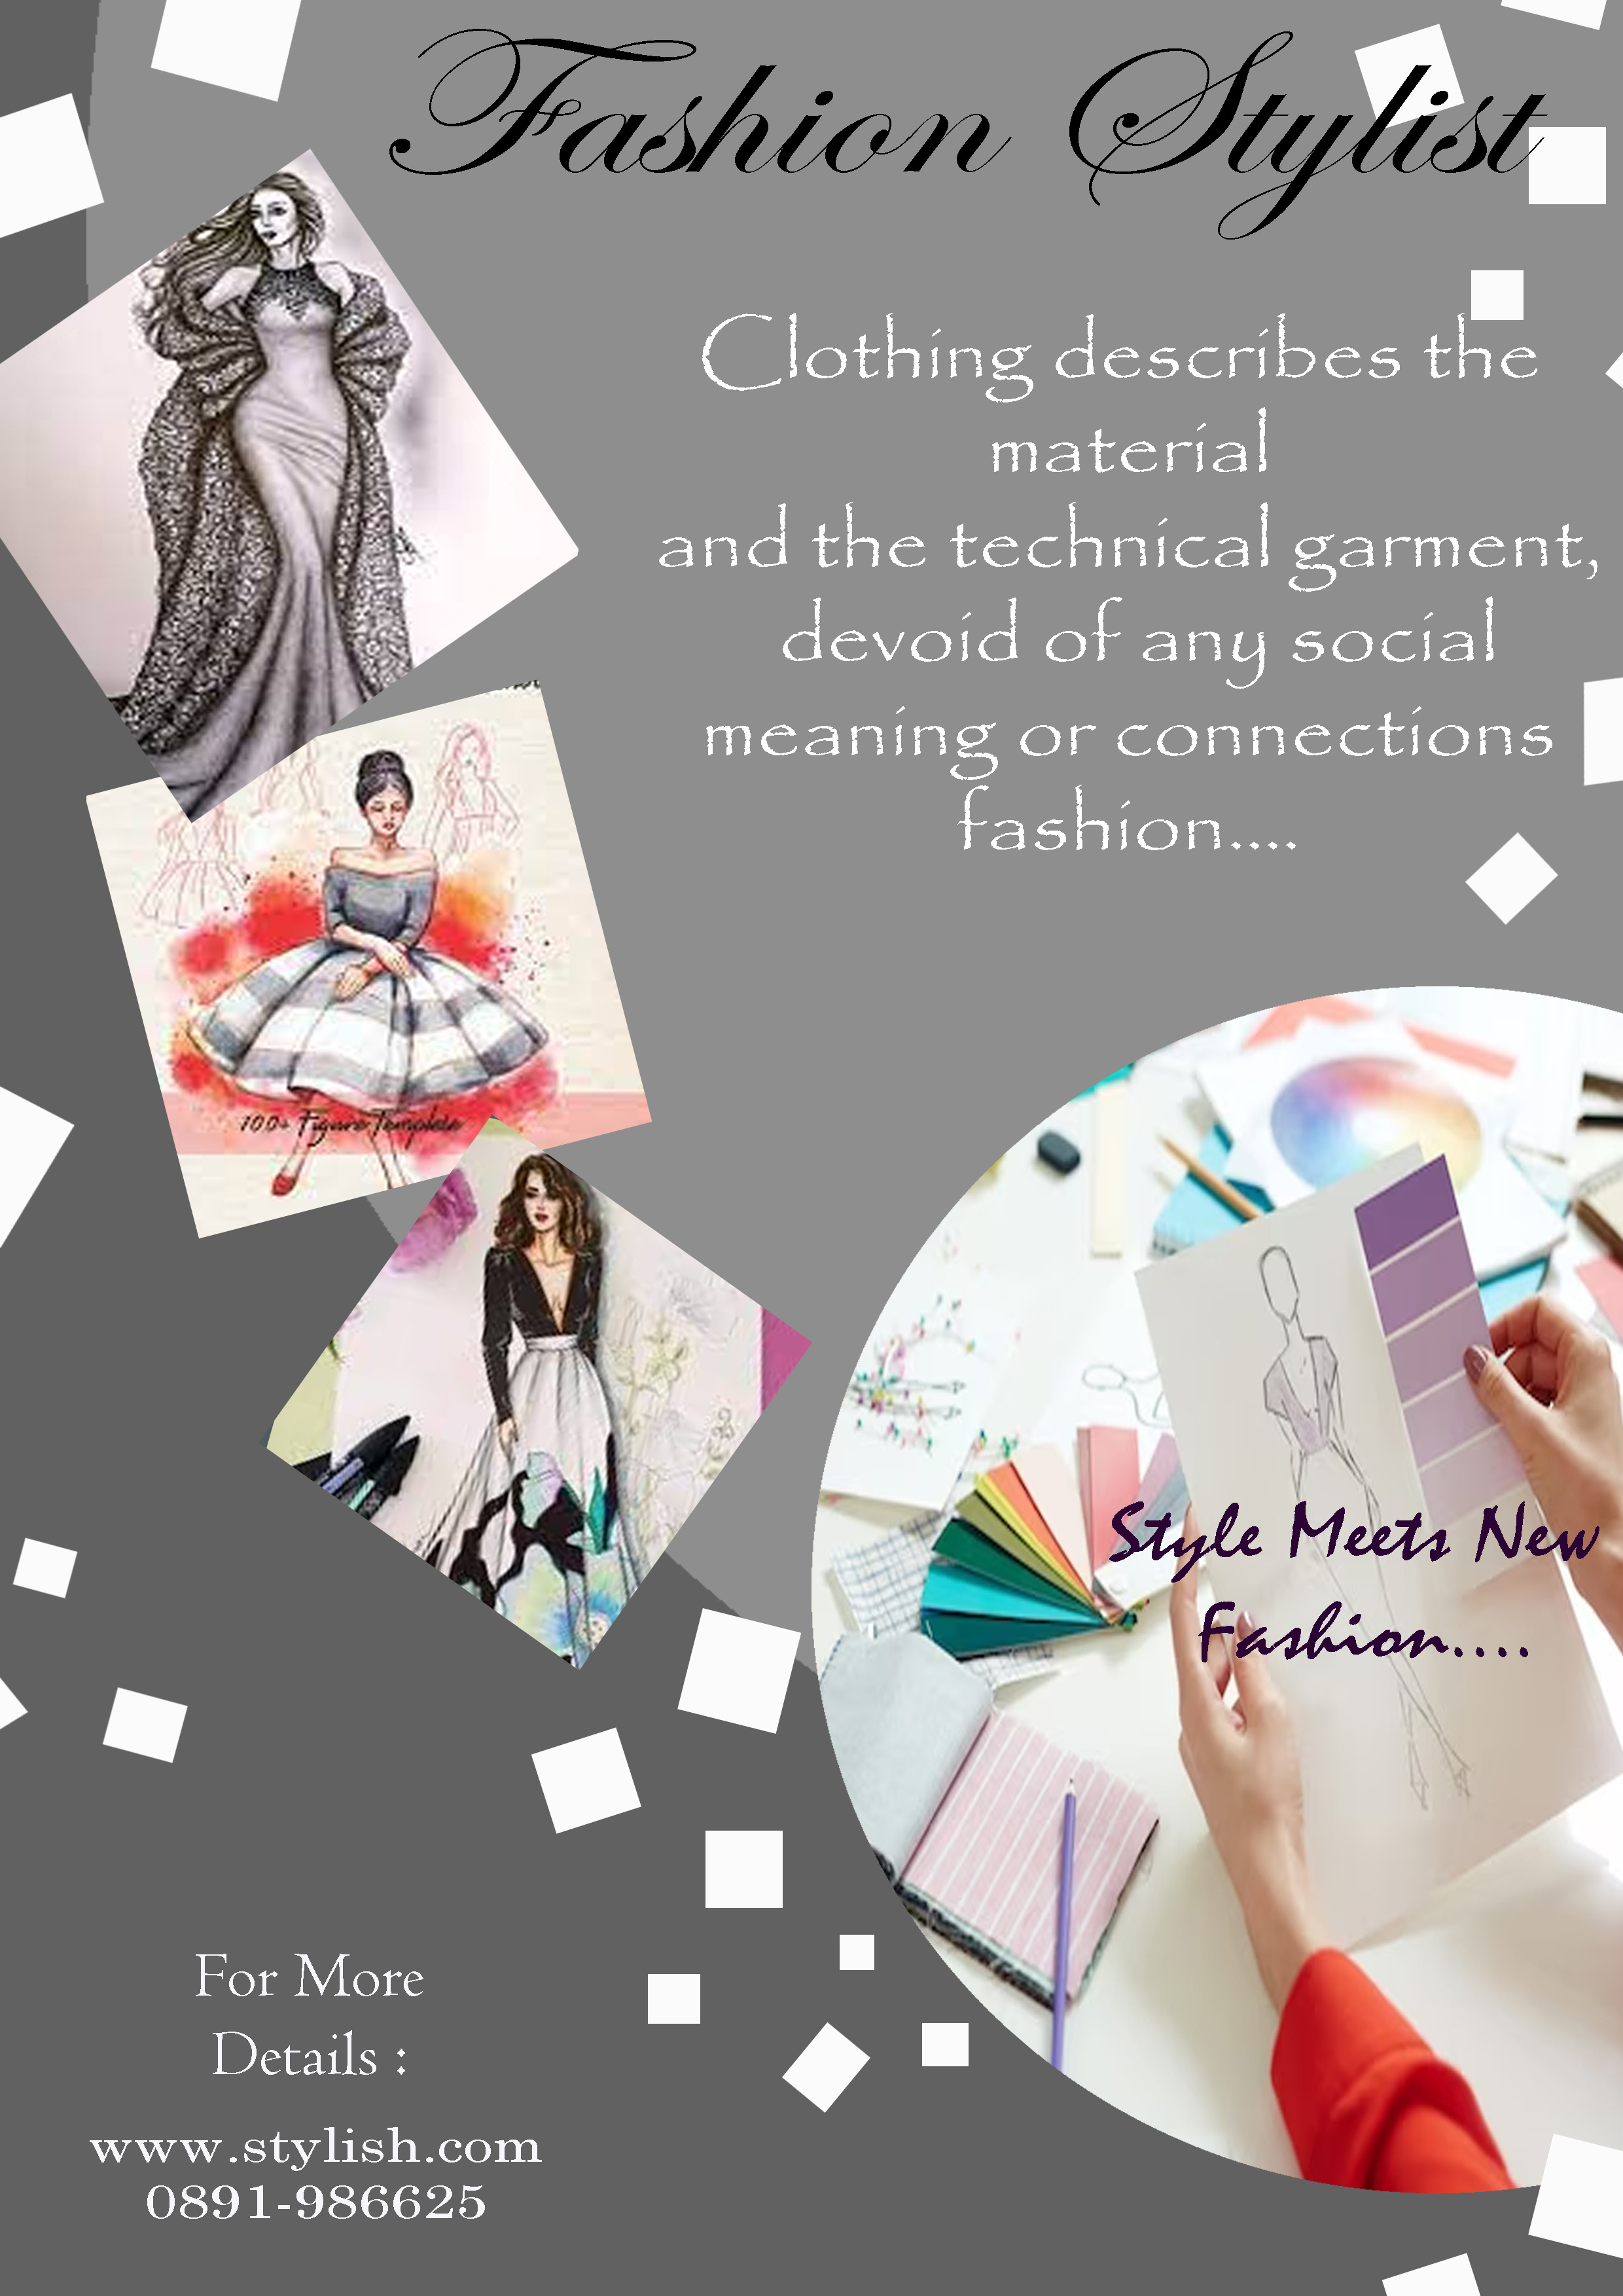 Fashion Stylist
Clothing describes the
material
and the technical garment,
devoid of any social
meaning or connections
fashion....
100+ Figure Template
Style Meets New
Fashion....
For More
Details :
www.stylish.com
0891-986625